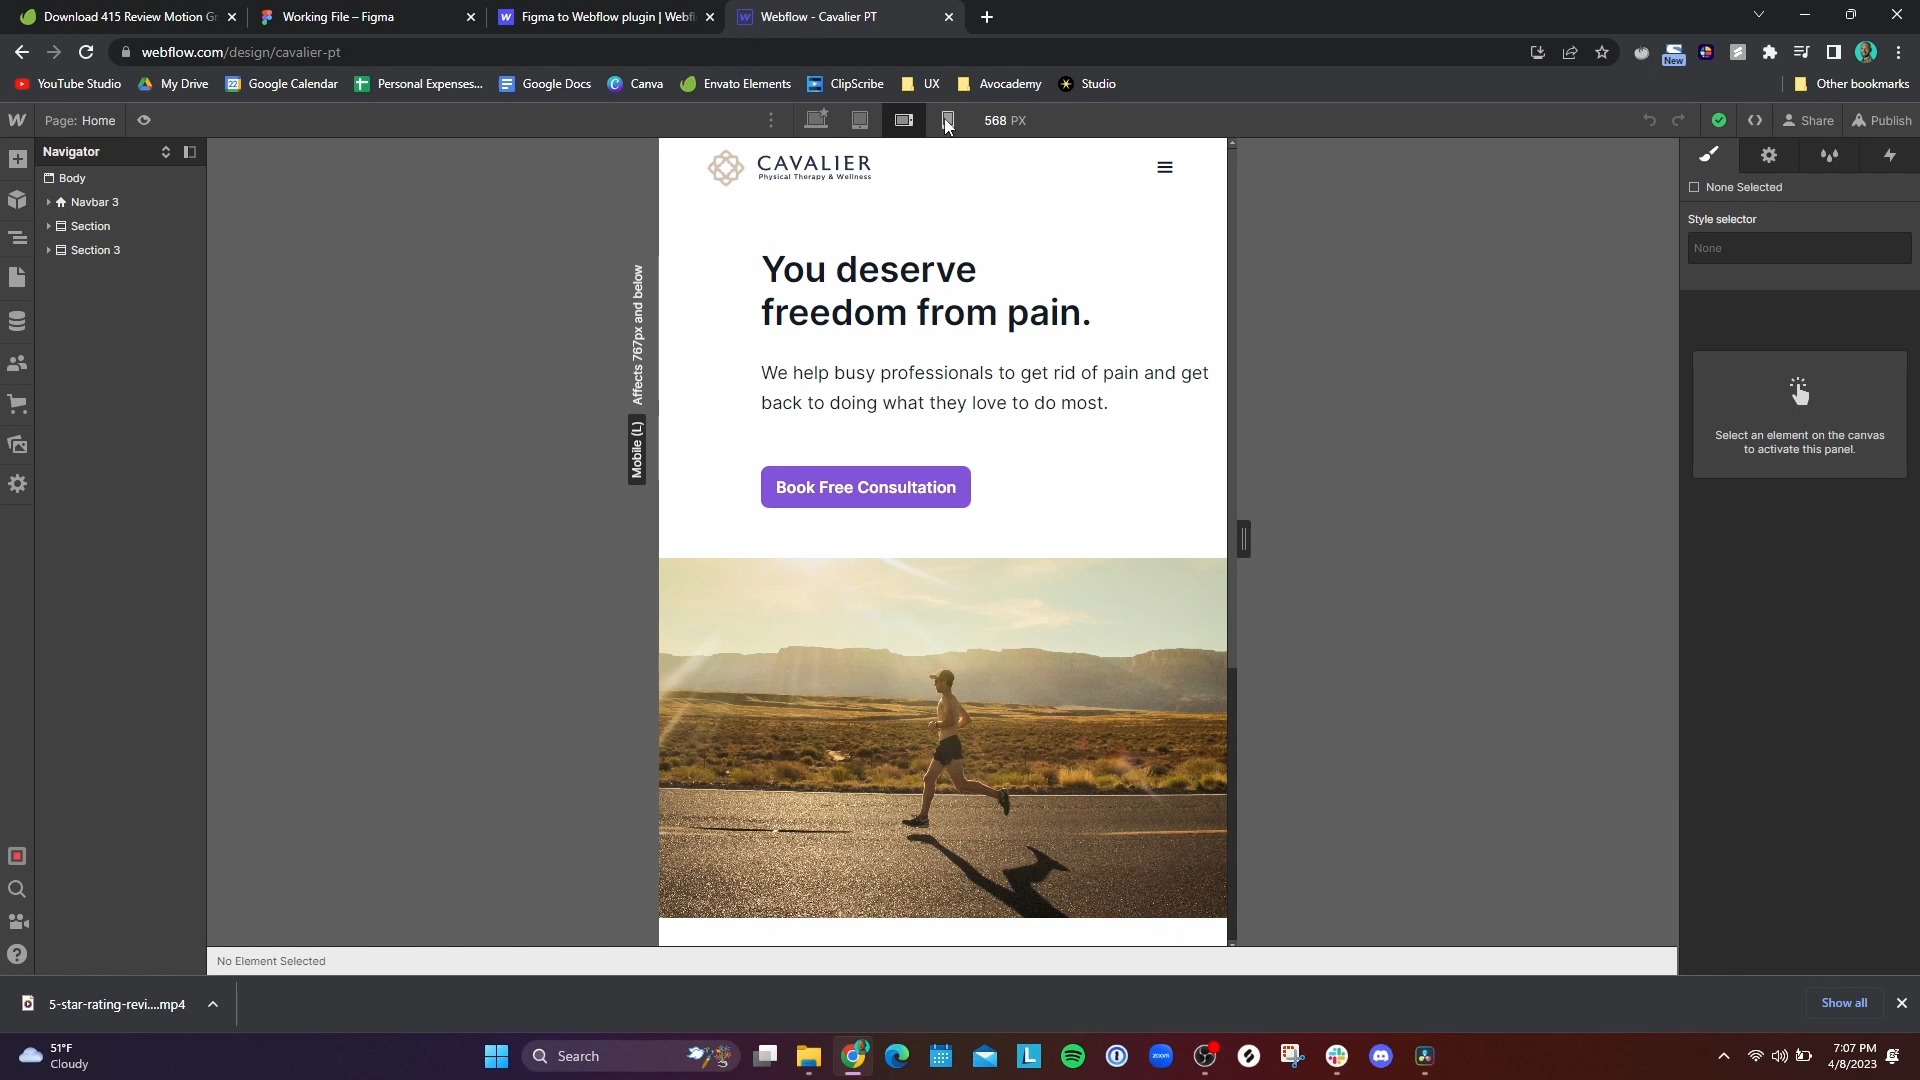 Download 415 Review Motion Gr
Working File – Figma
Figma to Webflow plugin | Webfl
Webflow - Cavalier PT
webflow.com/design/cavalier-pt
New
YouTube Studio
My Drive
Google Calendar
Personal Expenses...
Google Docs
Canva
Envato Elements
ClipScribe
UX
Avocademy
Studio
Other bookmarks
Page: Home
568 PX
Share
Publish
Navigator
Body
Navbar 3
Section
Section 3
Affects 767px and below
Mobile (L)
CAVALIER
Physical Therapy & Wellness
You deserve
freedom from pain.
We help busy professionals to get rid of pain and get
back to doing what they love to do most.
Book Free Consultation
None Selected
Style selector
None
Select an element on the canvas
to activate this panel.
No Element Selected
5-star-rating-revi....mp4
Show all
51°F
Cloudy
Search
zoom
7:07 PM
4/8/2023